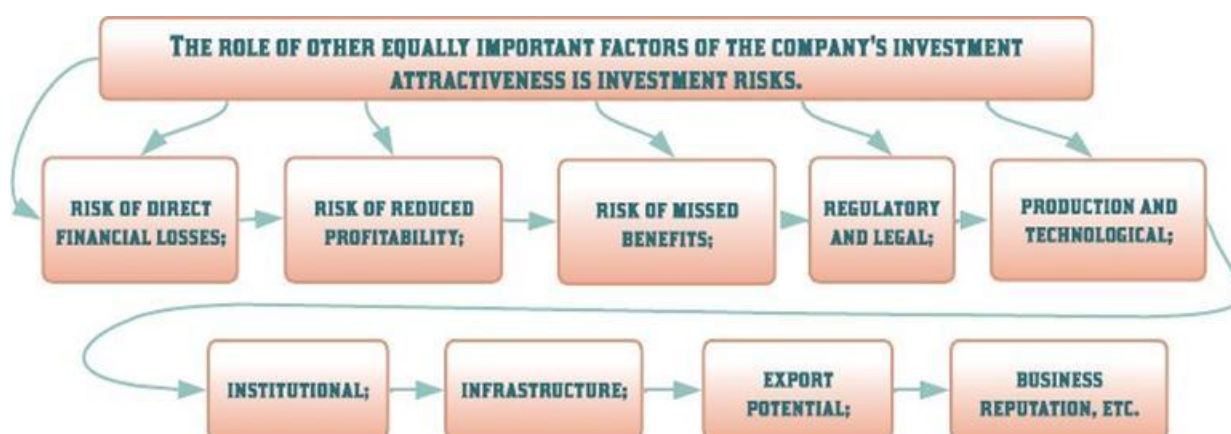 THE ROLE OF OTHER EQUALLY IMPORTANT FACTORS OF THE COMPANY'S INVESTMENT
ATTRACTIVENESS IS INVESTMENT RISKS.
RISK OF DIRECT
FINANCIAL LOSSES;
RISK OF REDUCED
PROFITABILITY;
RISK OF MISSED
BENEFITS;
REGULATORY
AND LEGAL;
PRODUCTION AND
TECHNOLOGICAL;
INSTITUTIONAL;
INFRASTRUCTURE;
EXPORT
POTENTIAL;
BUSINESS
REPUTATION, ETC.